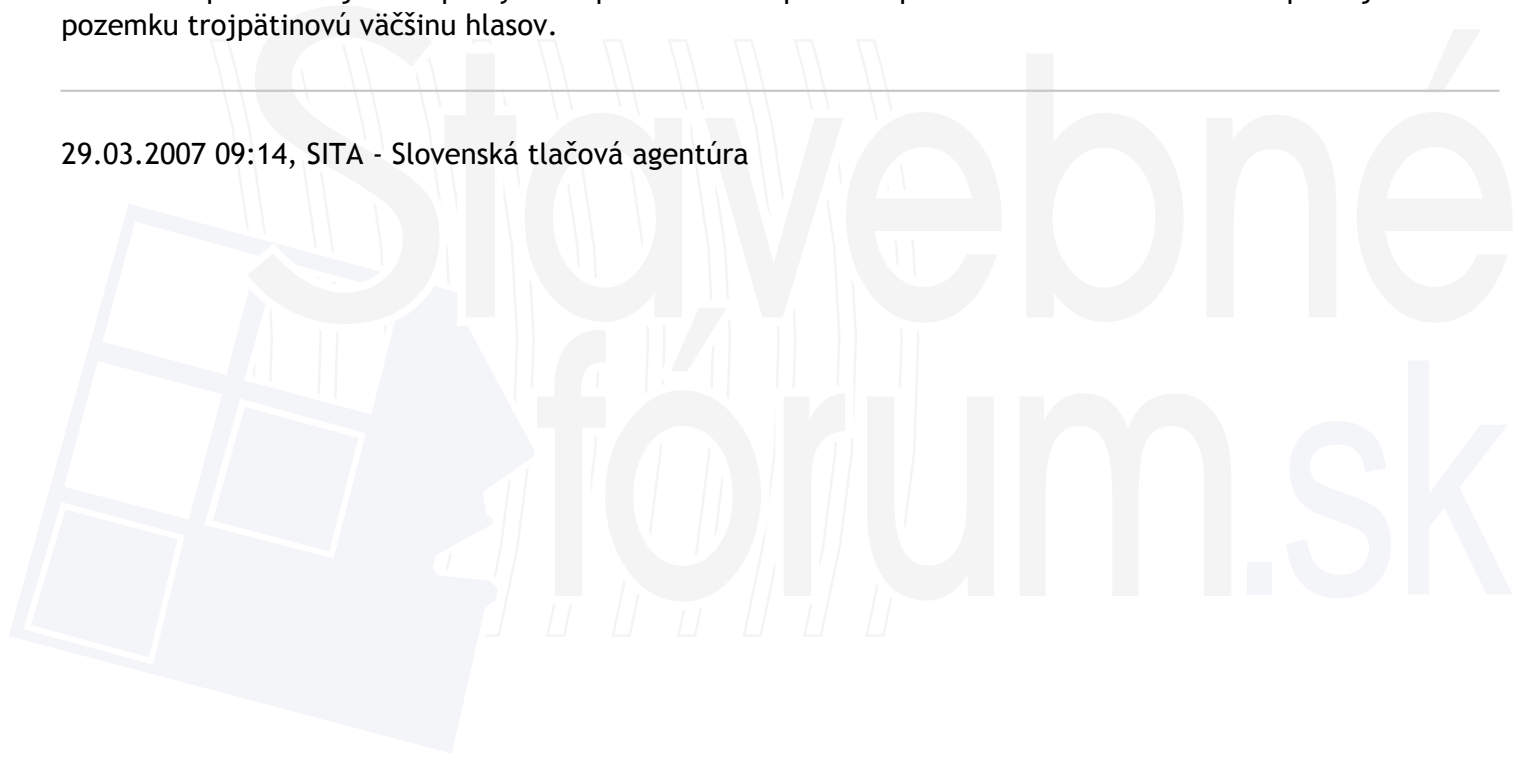 pozemku trojpätinovú väčšinu hlasov.
29.03.2007 09:14, SITA - Slovenská tlačová agentúra
Stavebné
fórum.sk